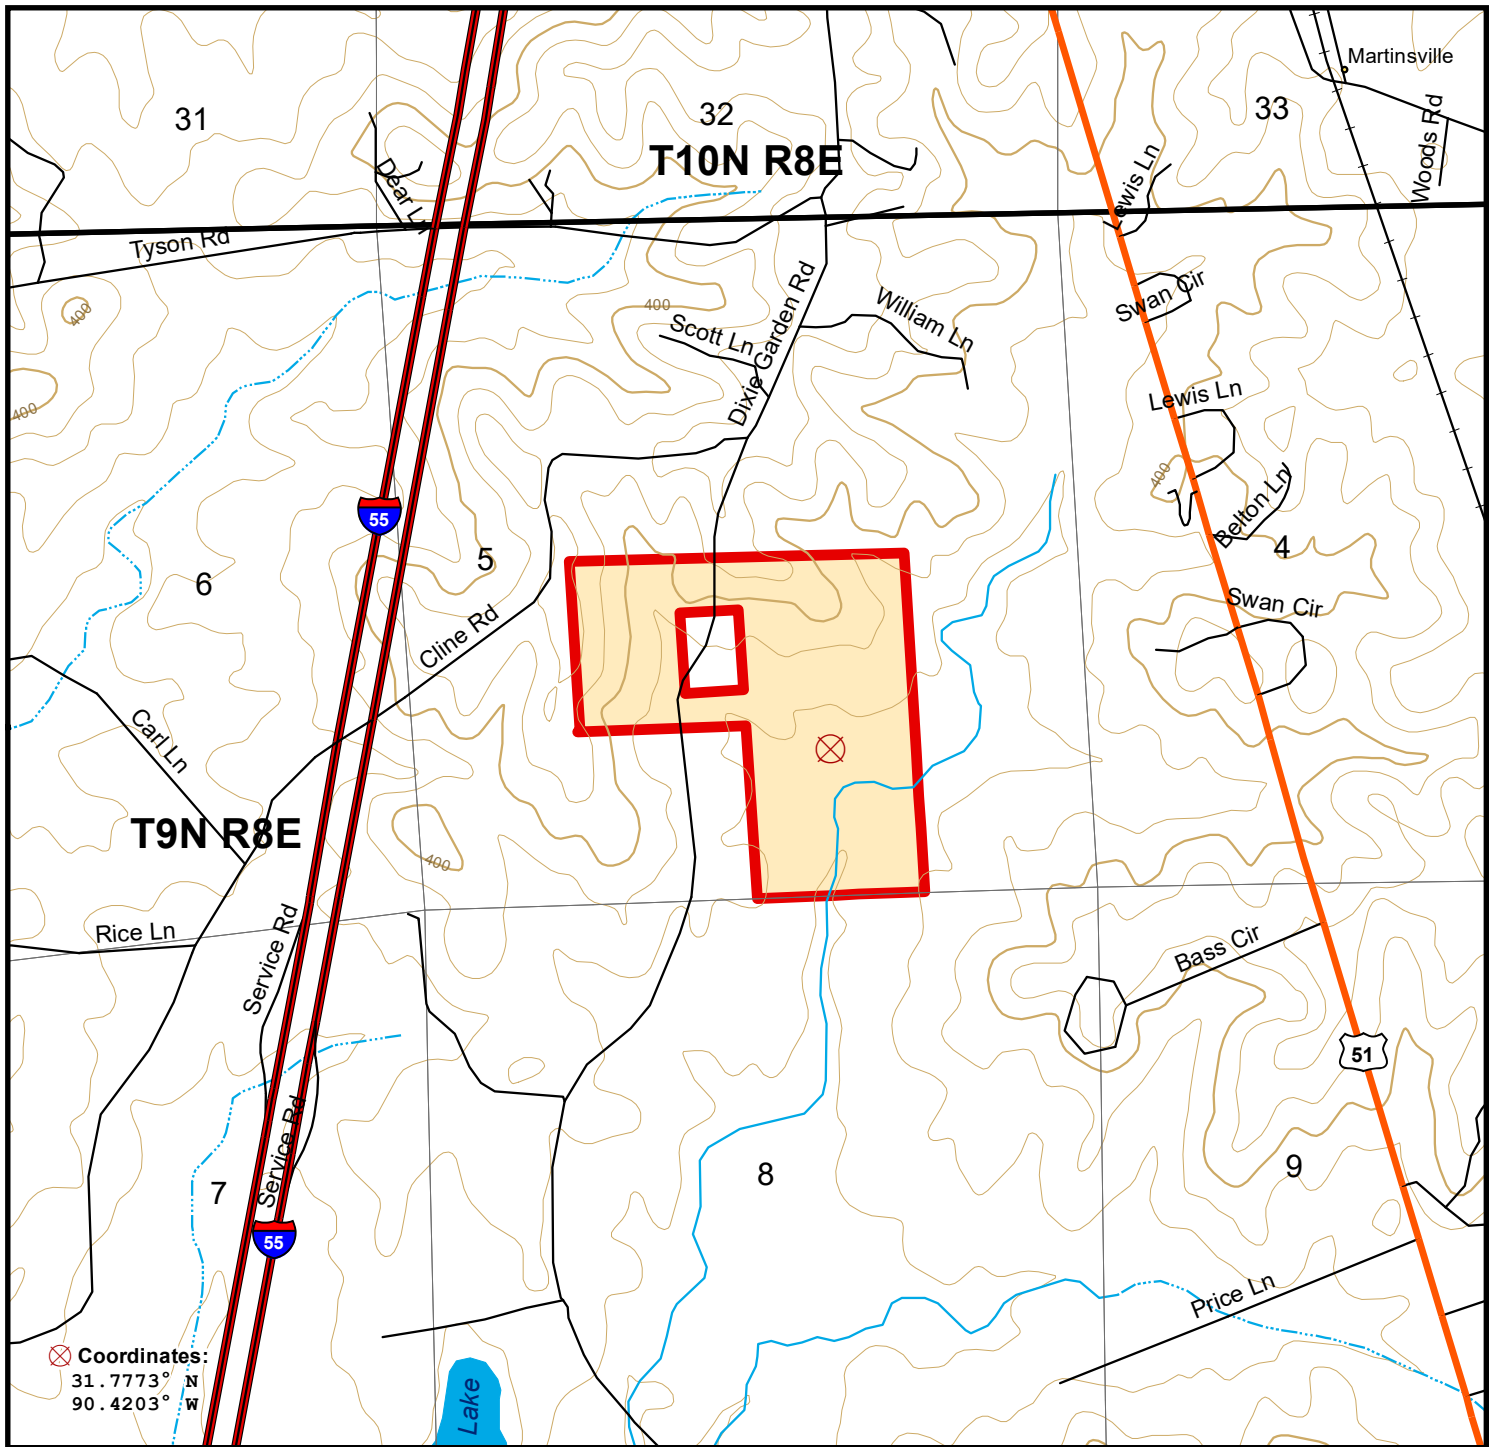 Martinsville
31
32
33
T10N R8E
Woods Rd
Dear Ln
Lewis Ln
Tyson Rd
400
400
Scott Ln
Dixie Garden Rd
William Ln
Swan Cir
400
Lewis Ln
400
Belton Ln
55
5
4
6
Swan Cir
Cline Rd
Carl Ln
T9N R8E
400
Rice Ln
Service Rd
Bass Cir
51
Service Rd
7
8
9
55
Price Ln
Coordinates:
31.7773° N
90.4203° W
Lake